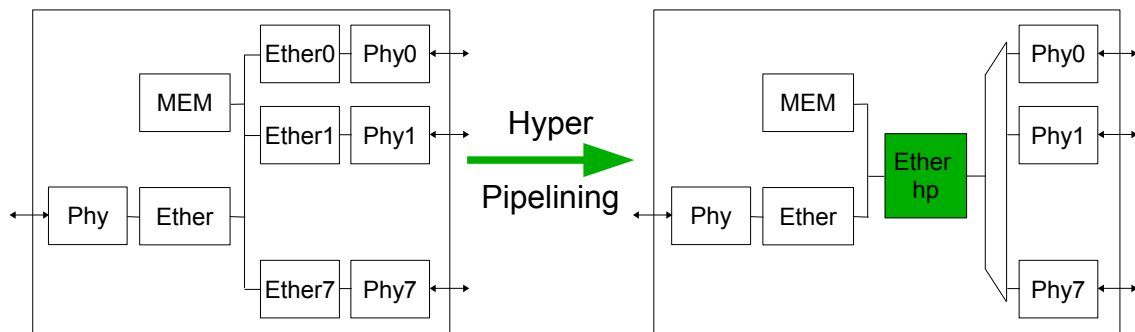 Ether0
Phy0
MEM
Ether1
Phy1
Phy
Ether
Ether7
Phy7
Hyper
Pipelining
Phy0
MEM
Phy1
Ether
hp
Phy
Ether
Phy7